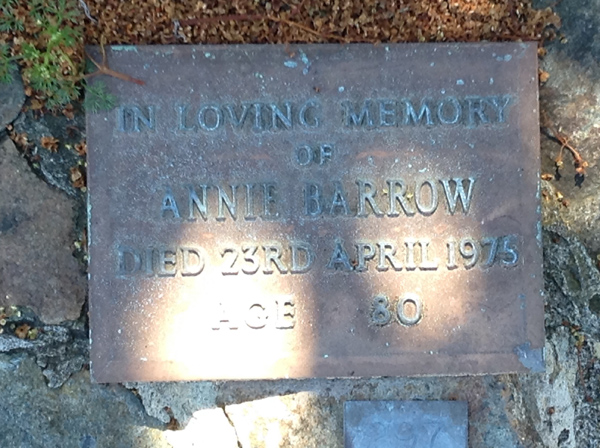 IN LOVING MEMORY
OF
ANNIE BARROW
DIED 23RD APRIL 1975
AGE 80